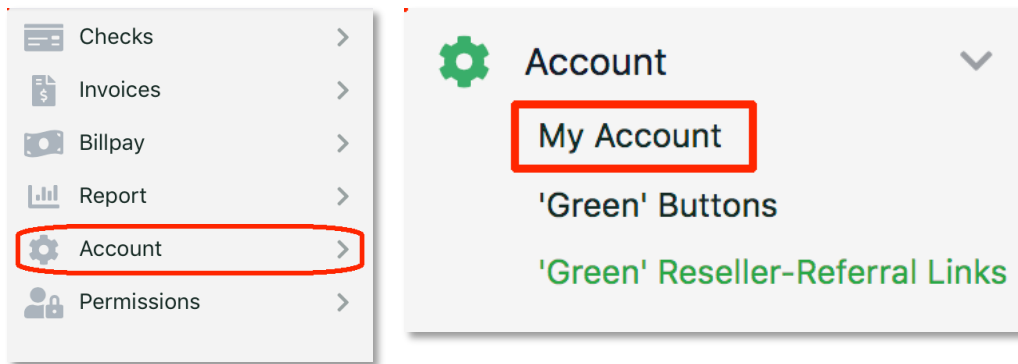 Checks
Invoices
Billpay
Report
Account
Permissions
Account
My Account
'Green' Buttons
'Green' Reseller-Referral Links